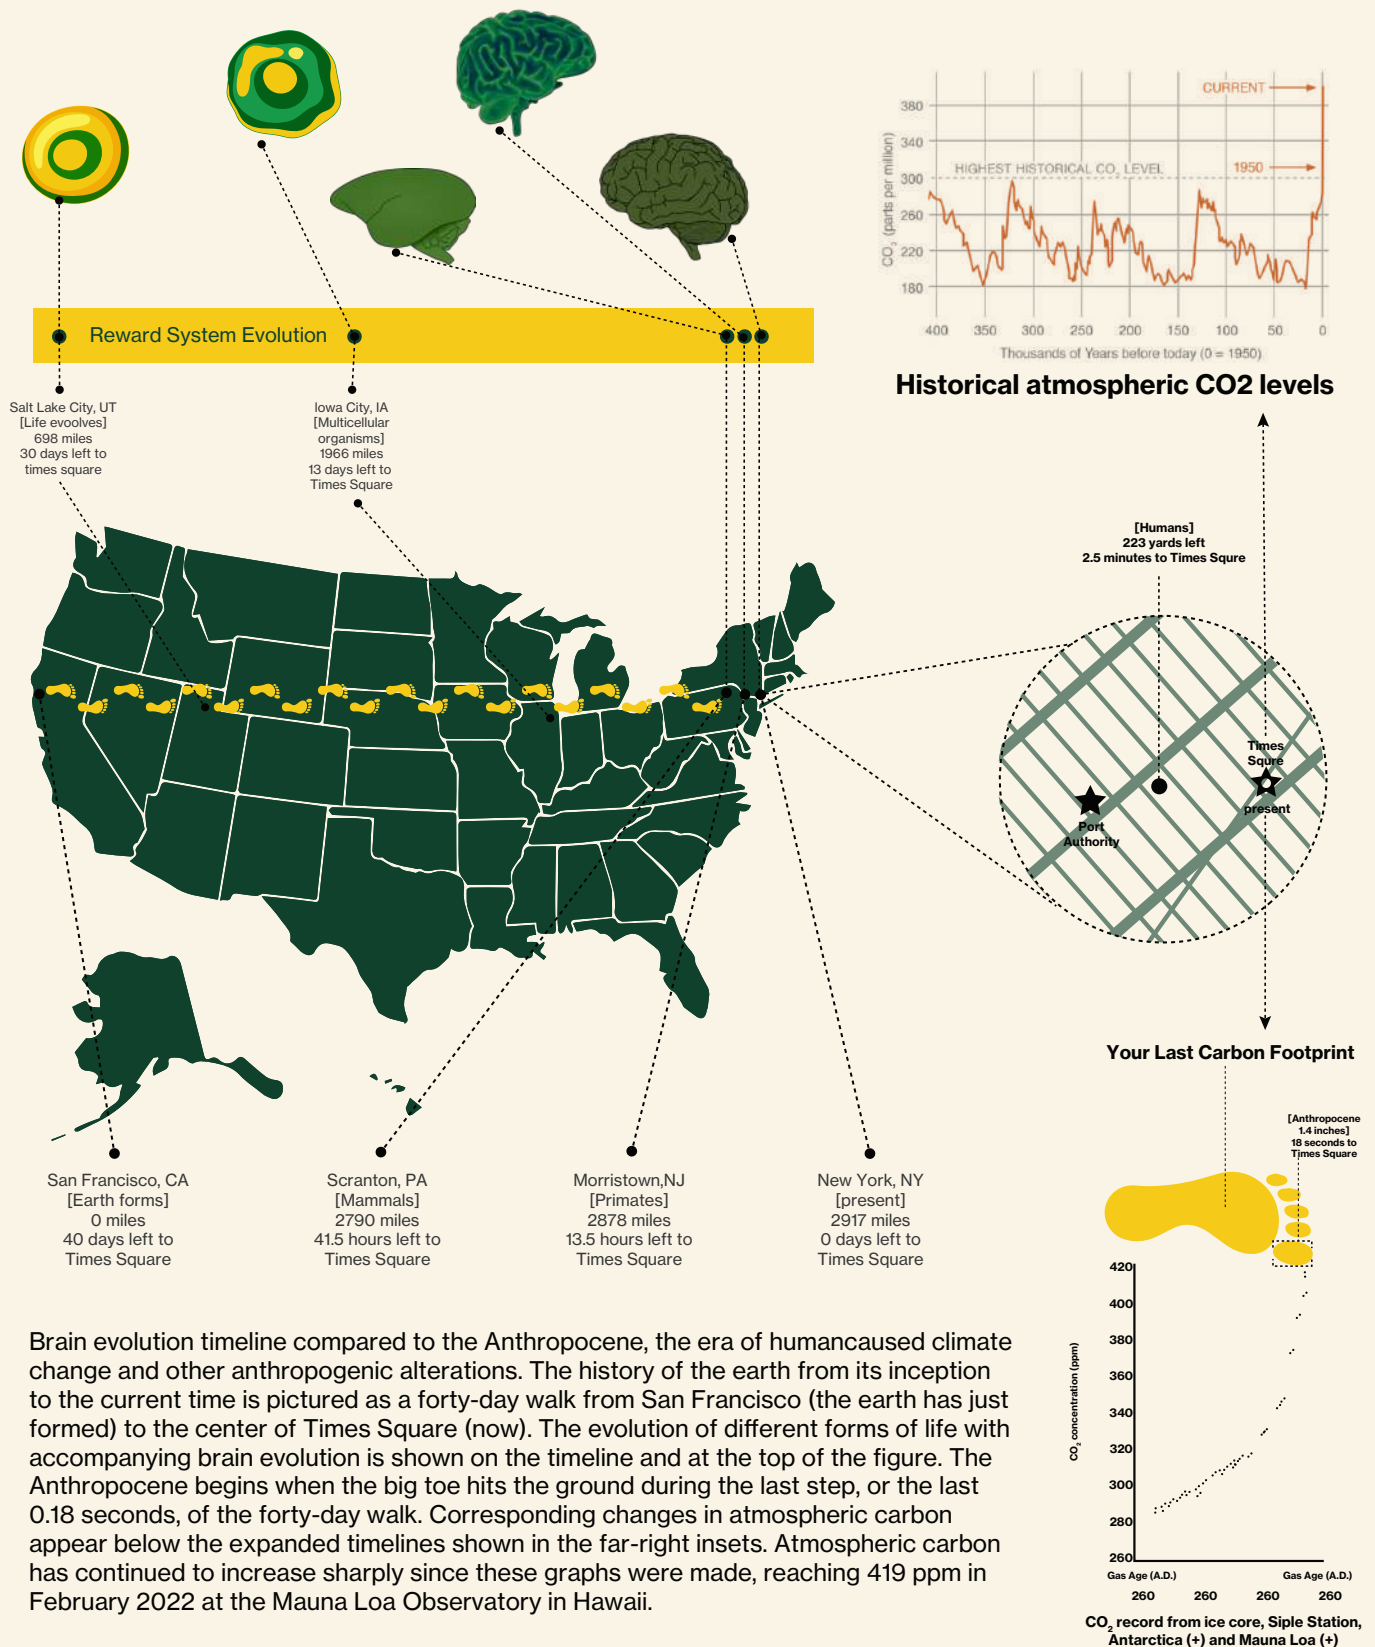 CURRENT
380
340
HIGHEST HISTORICAL CO2 LEVEL
1950
300
260
220
180
CO2 (parts per million)
400 350 300 250 200 150 100 50 0
Thousands of Years before today (0 = 1950)
Historical atmospheric CO2 levels
Reward System Evolution
Salt Lake City, UT
[Life evoolves]
698 miles
30 days left to
times square
Iowa City, IA
[Multicellular
organisms]
1966 miles
13 days left to
Times Square
[Humans]
223 yards left
2.5 minutes to Times Squre
Times
Squre
present
Port
Authority
Your Last Carbon Footprint
[Anthropocene
1.4 inches]
18 seconds to
Times Square
San Francisco, CA
[Earth forms]
0 miles
40 days left to
Times Square
Scranton, PA
[Mammals]
2790 miles
41.5 hours left to
Times Square
Morristown,NJ
[Primates]
2878 miles
13.5 hours left to
Times Square
New York, NY
[present]
2917 miles
0 days left to
Times Square
420
400
380
360
340
320
300
280
260
CO2 concentration (ppm)
Gas Age (A.D.) Gas Age (A.D.)
260 260 260 260
CO2 record from ice core, Siple Station,
Antarctica (+) and Mauna Loa (+)
Brain evolution timeline compared to the Anthropocene, the era of humancaused climate
change and other anthropogenic alterations. The history of the earth from its inception
to the current time is pictured as a forty-day walk from San Francisco (the earth has just
formed) to the center of Times Square (now). The evolution of different forms of life with
accompanying brain evolution is shown on the timeline and at the top of the figure. The
Anthropocene begins when the big toe hits the ground during the last step, or the last
0.18 seconds, of the forty-day walk. Corresponding changes in atmospheric carbon
appear below the expanded timelines shown in the far-right insets. Atmospheric carbon
has continued to increase sharply since these graphs were made, reaching 419 ppm in
February 2022 at the Mauna Loa Observatory in Hawaii.